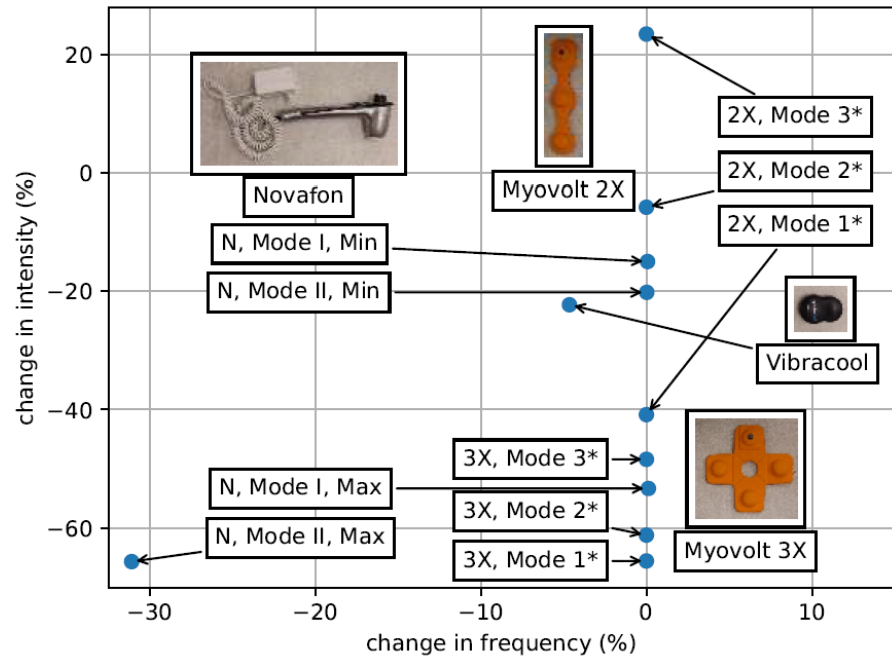 20
0
−20
−40
−60
change in intensity (%)
−30
−20
−10
0
10
change in frequency (%)
Novafon
Myovolt 2X
2X, Mode 3*
2X, Mode 2*
2X, Mode 1*
N, Mode I, Min
N, Mode II, Min
Vibracool
3X, Mode 3*
N, Mode I, Max
3X, Mode 2*
N, Mode II, Max
3X, Mode 1*
Myovolt 3X